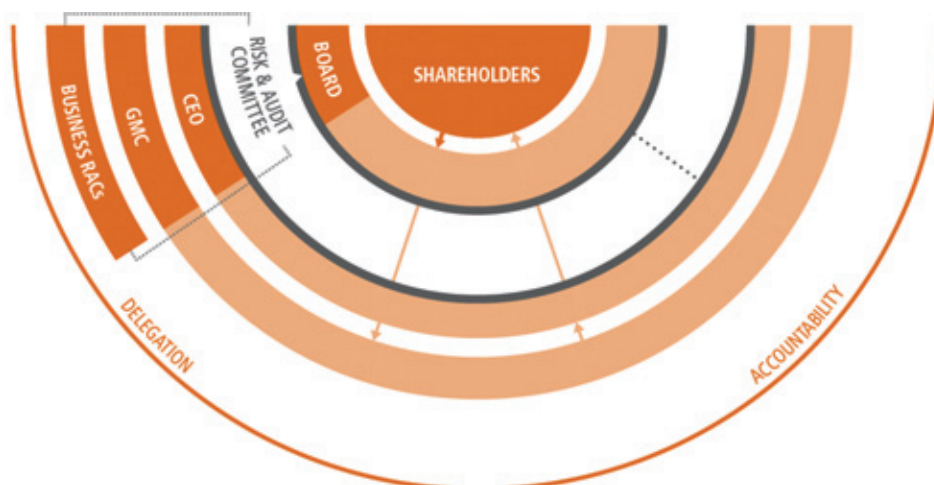 SHAREHOLDERS
BOARD
RISK & AUDIT
COMMITTEE
CEO
GMC
BUSINESS RACs
DELEGATION
ACCOUNTABILITY